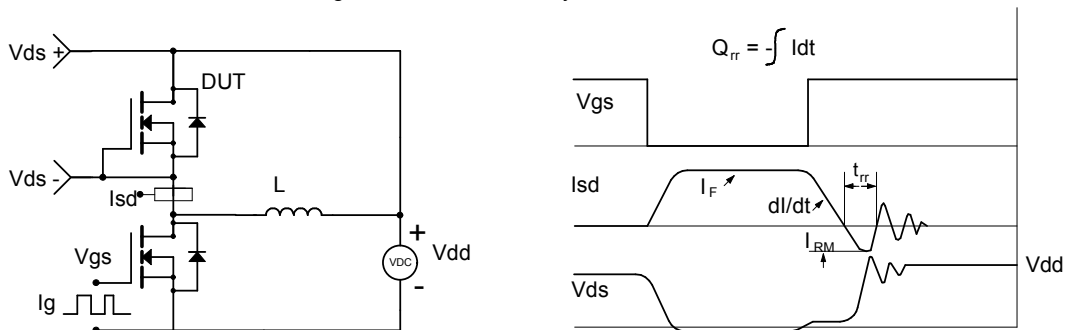 Vds +
DUT
Vds -
Isd
L
Vgs
Ig
+
VDC
-
Vdd
Qrr = -∫ Idt
Vgs
Isd
IF
dI/dt
trr
IRM
Vds
Vdd